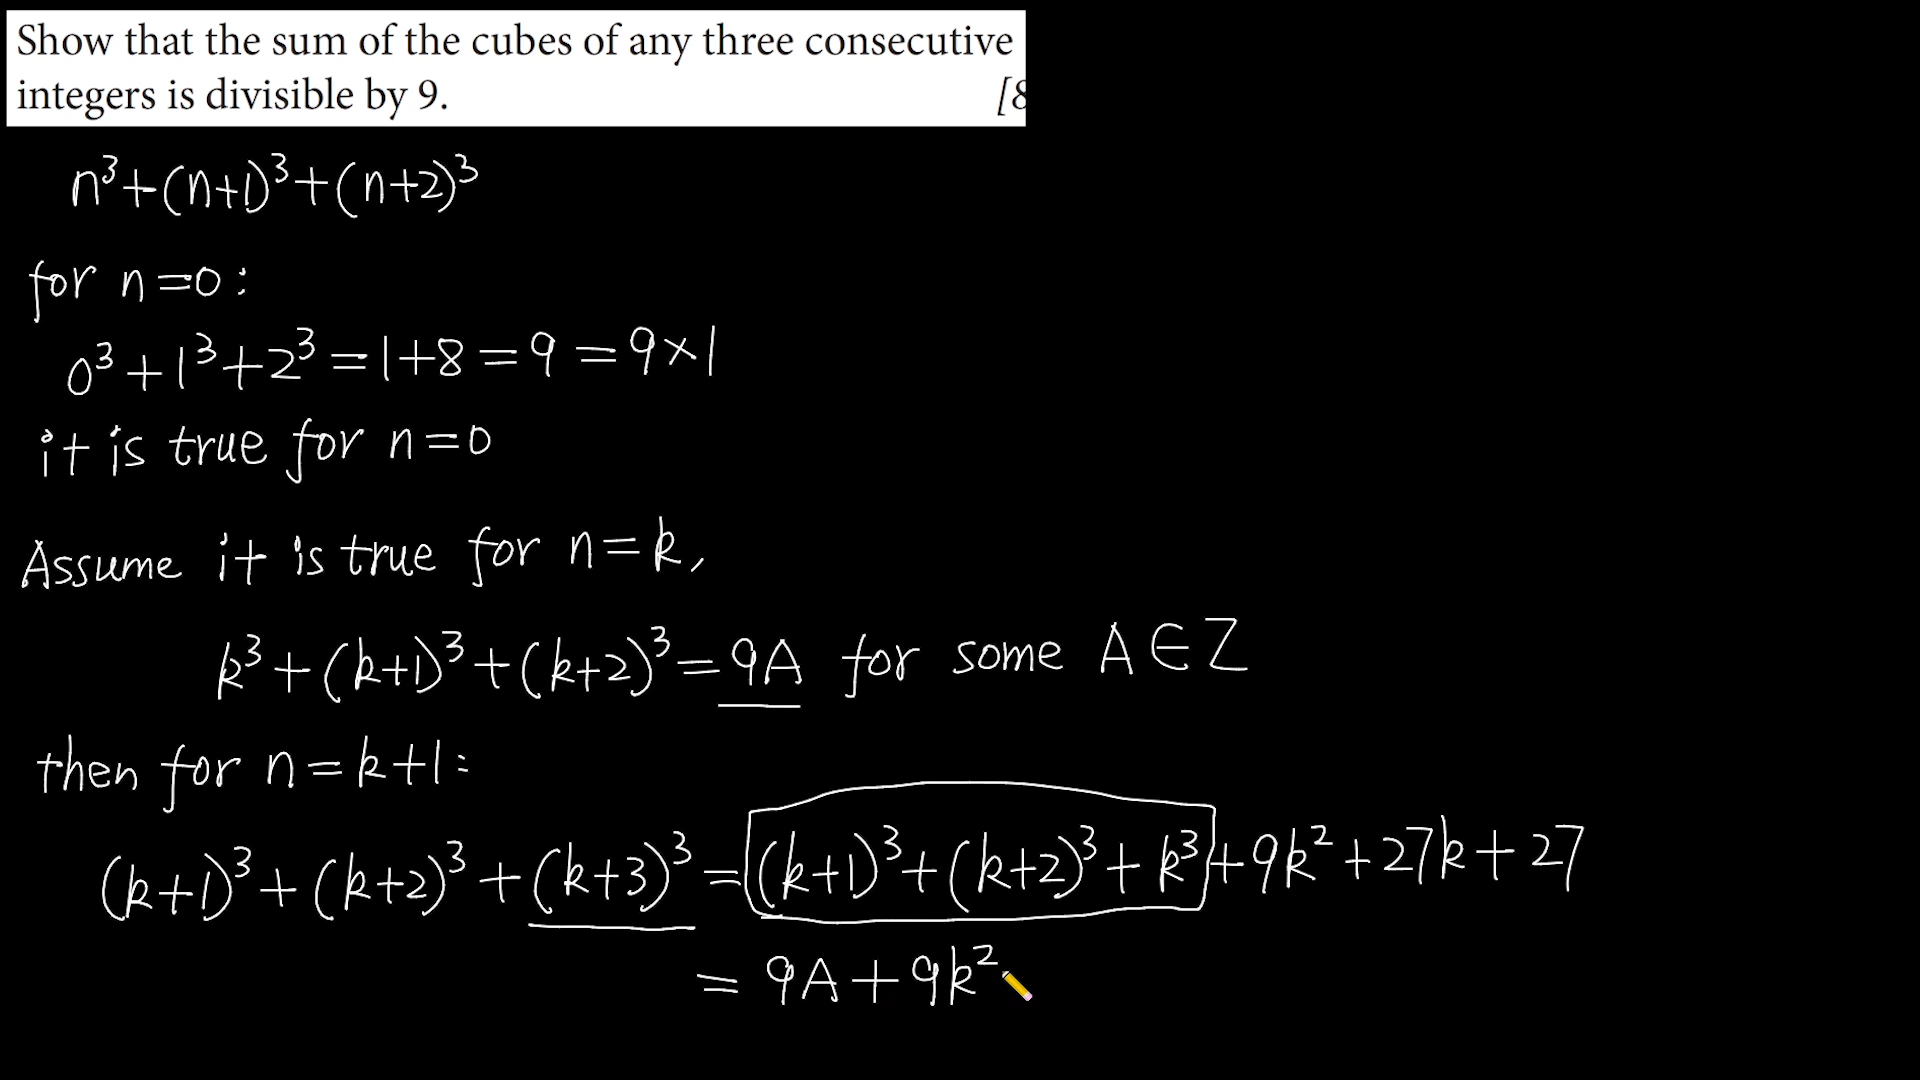 Show that the sum of the cubes of any three consecutive
integers is divisible by 9. [8
n³+(n+1)³+(n+2)³
for n=0:
0³+1³+2³=1+8=9=9×1
it is true for n=0
Assume it is true for n=k,
k³+(k+1)³+(k+2)³=9A for some A∈Z
then for n=k+1:
(k+1)³+(k+2)³+(k+3)³=(k+1)³+(k+2)³+k³+9k²+27k+27
=9A+9k²